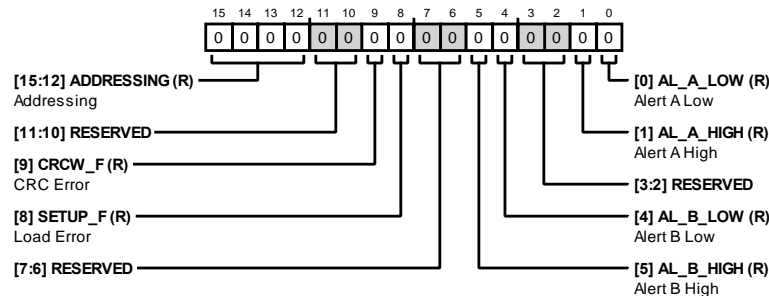 15 14 13 12 11 10 9 8 7 6 5 4 3 2 1 0
0 0 0 0 0 0 0 0 0 0 0 0 0 0 0 0
[15:12] ADDRESSING (R)
Addressing
[11:10] RESERVED
[9] CRCW_F (R)
CRC Error
[8] SETUP_F (R)
Load Error
[7:6] RESERVED
[0] AL_A_LOW (R)
Alert A Low
[1] AL_A_HIGH (R)
Alert A High
[3:2] RESERVED
[4] AL_B_LOW (R)
Alert B Low
[5] AL_B_HIGH (R)
Alert B High